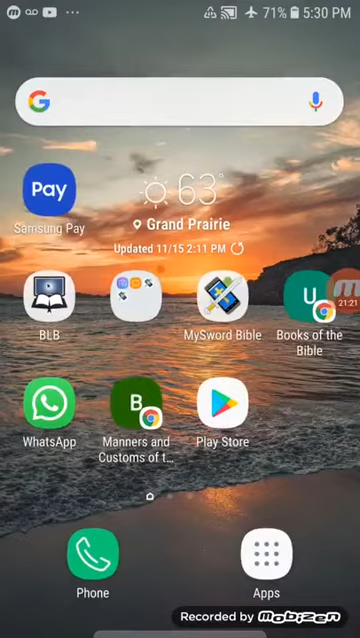 71% 5:30 PM
Pay
Samsung Pay
63°
Grand Prairie
Updated 11/15 2:11 PM
21:21
BLB
MySword Bible
U
Books of the
Bible
WhatsApp
B
Manners and
Customs of t...
Play Store
Phone
Apps
Recorded by mobizen